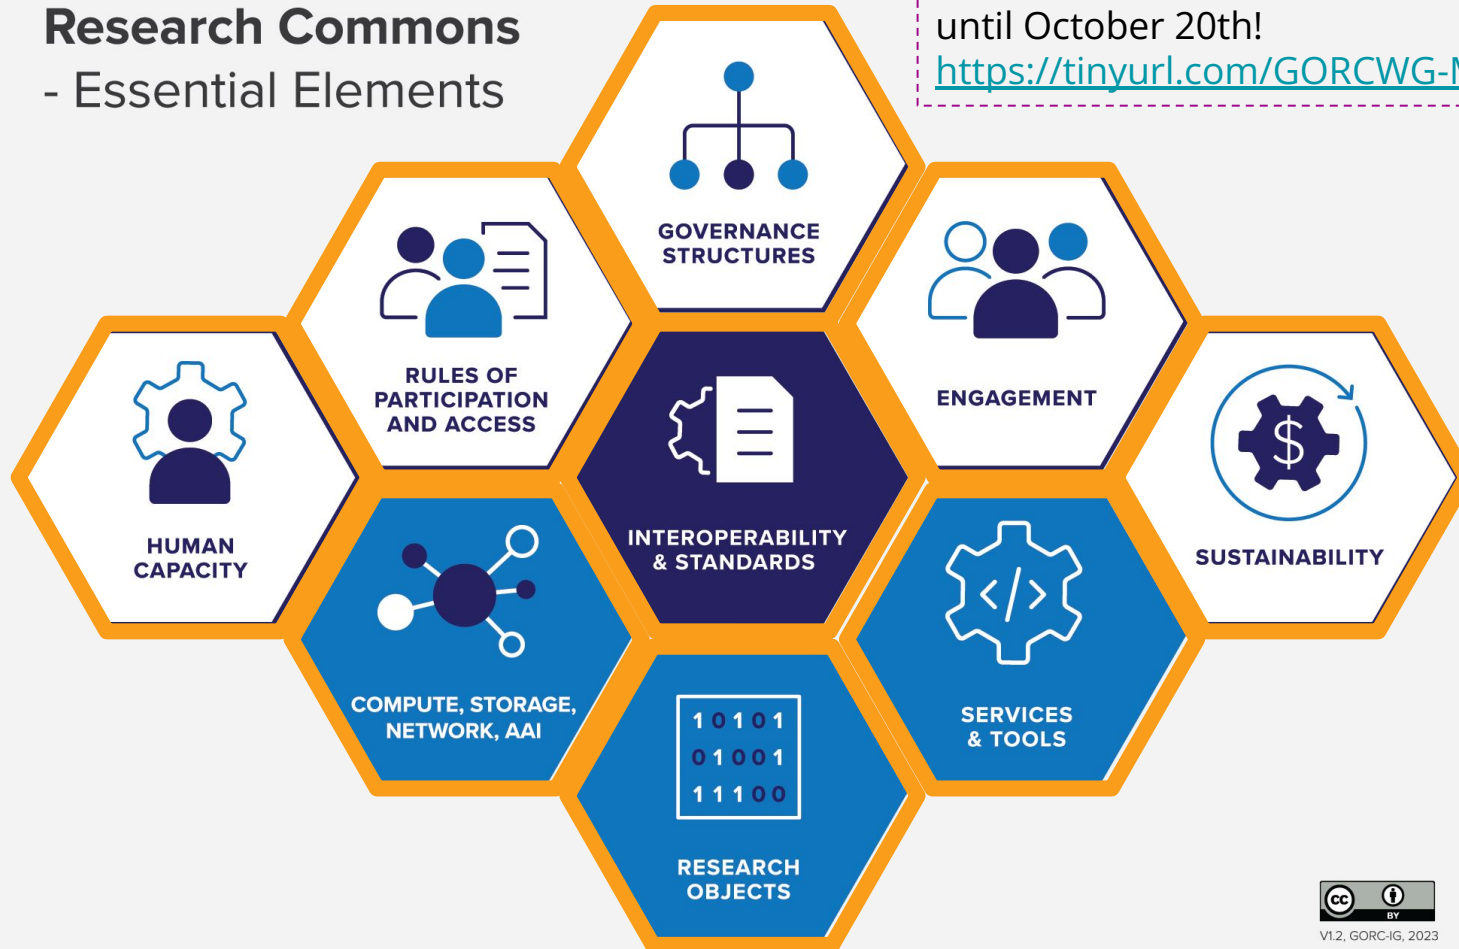 Research Commons
- Essential Elements
until October 20th!
https://tinyurl.com/GORCWG-M
GOVERNANCE
STRUCTURES
RULES OF
PARTICIPATION
AND ACCESS
ENGAGEMENT
HUMAN
CAPACITY
INTEROPERABILITY
& STANDARDS
$
SUSTAINABILITY
COMPUTE, STORAGE,
NETWORK, AAI
</>
SERVICES
& TOOLS
1 0 1 0 1
0 1 0 0 1
1 1 1 0 0
RESEARCH
OBJECTS
cc
BY
V1.2, GORC-IG, 2023